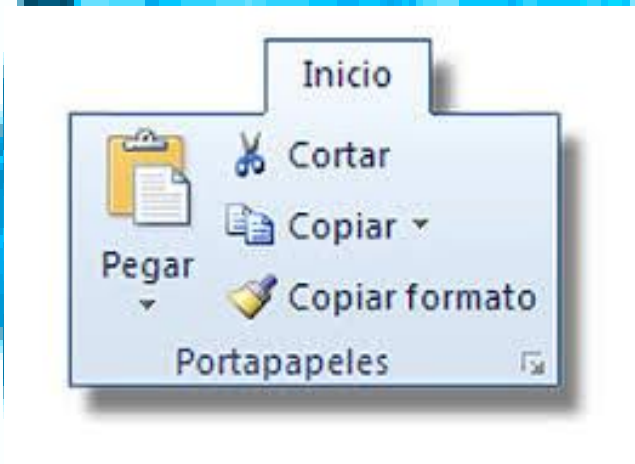 Inicio
Pegar
Cortar
Copiar
Copiar formato
Portapapeles